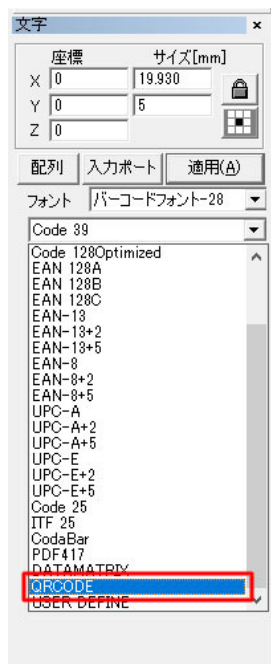 文字 ×
座標 サイズ[mm]
X 0 19.930
Y 0 5
Z 0
配列 入力ポート 適用(A)
フォント バーコードフォント-28
Code 39
Code 128Optimized
EAN 128A
EAN 128B
EAN 128C
EAN-13
EAN-13+2
EAN-13+5
EAN-8
EAN-8+2
EAN-8+5
UPC-A
UPC-A+2
UPC-A+5
UPC-E
UPC-E+2
UPC-E+5
Code 25
ITF 25
CodaBar
PDF417
DATAMATRIX
QRCODE
USER DEFINE